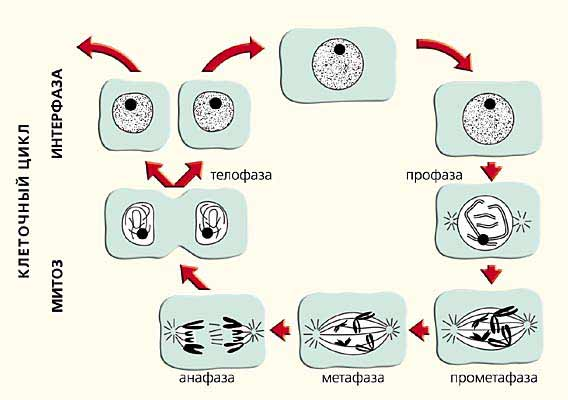 КЛЕТОЧНЫЙ ЦИКЛ
ИНТЕРФАЗА
МИТОЗ
телофаза
профаза
анафаза
метафаза
прометафаза